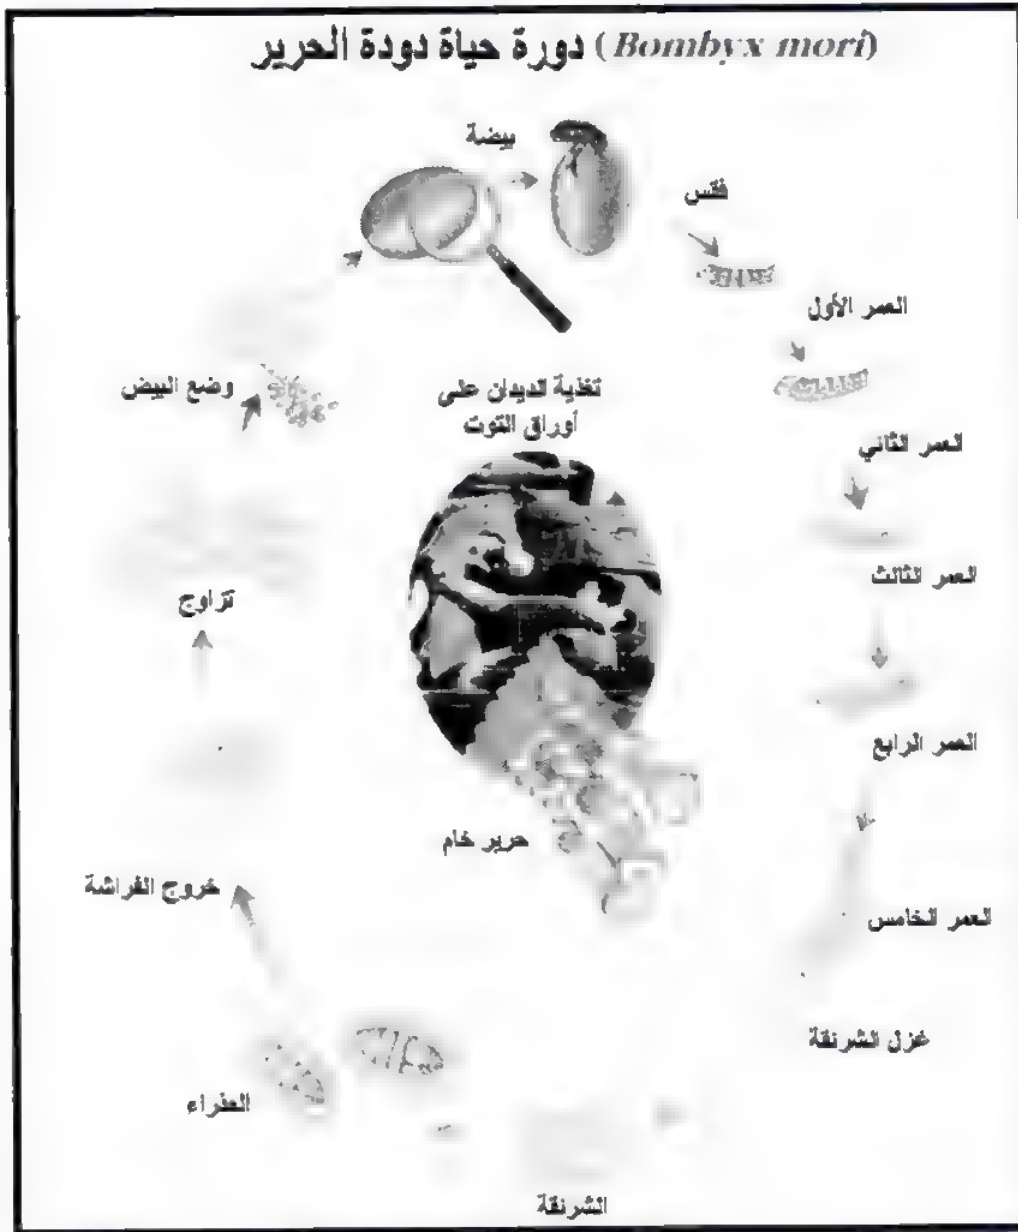 دورة حياة دودة الحرير (Bombyx mori)
بيضة
فقس
العمر الأول
العمر الثاني
العمر الثالث
العمر الرابع
العمر الخامس
غزل الشرنقة
الشرنقة
العذراء
خروج الفراشة
تزاوج
وضع البيض
تغذية الديدان على
أوراق التوت
حرير خام